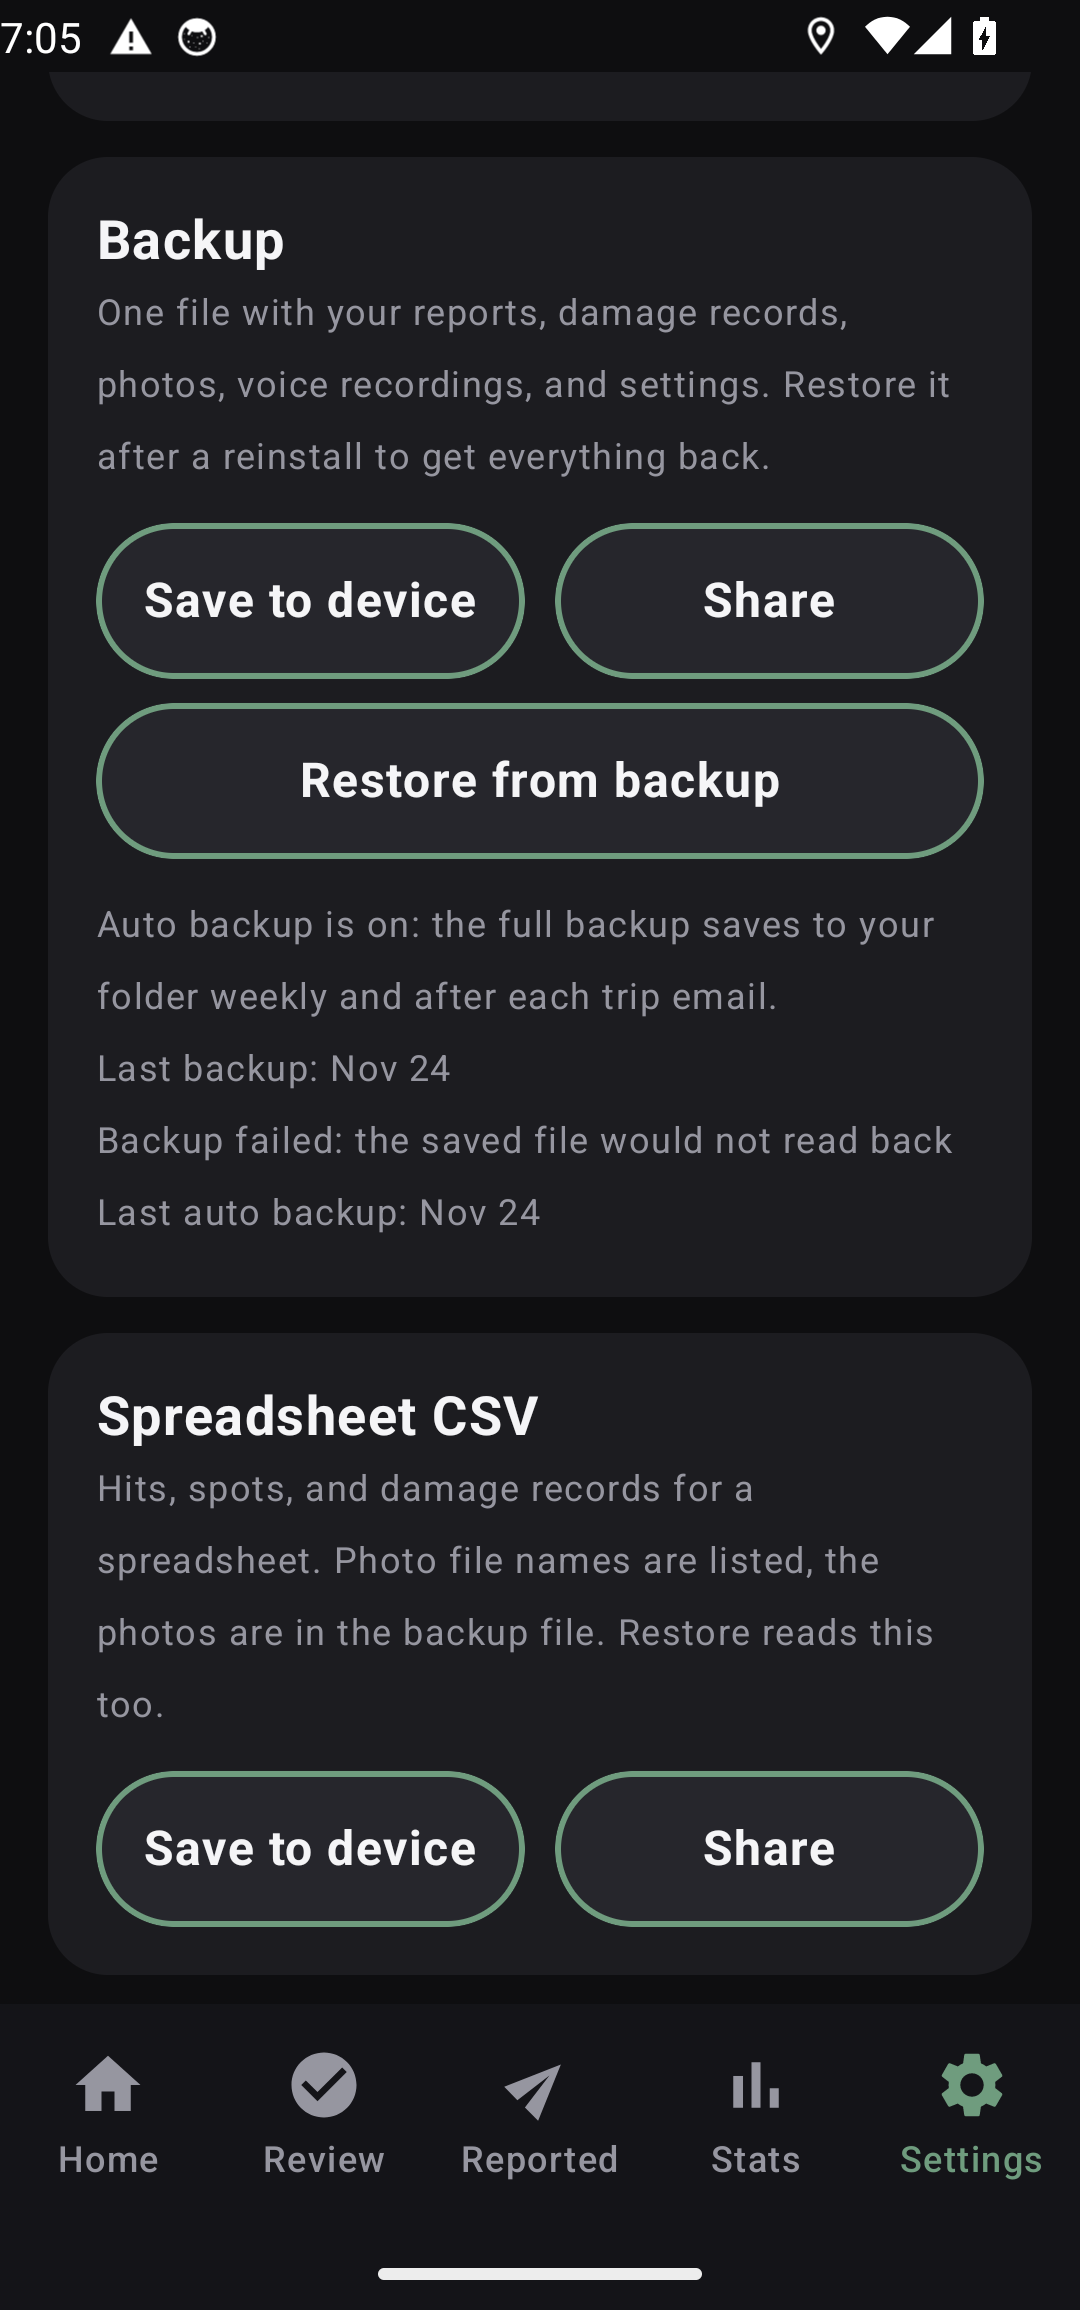 7:05
Backup
One file with your reports, damage records,
photos, voice recordings, and settings. Restore it
after a reinstall to get everything back.
Save to device
Share
Restore from backup
Auto backup is on: the full backup saves to your
folder weekly and after each trip email.
Last backup: Nov 24
Backup failed: the saved file would not read back
Last auto backup: Nov 24
Spreadsheet CSV
Hits, spots, and damage records for a
spreadsheet. Photo file names are listed, the
photos are in the backup file. Restore reads this
too.
Save to device
Share
Home
Review
Reported
Stats
Settings